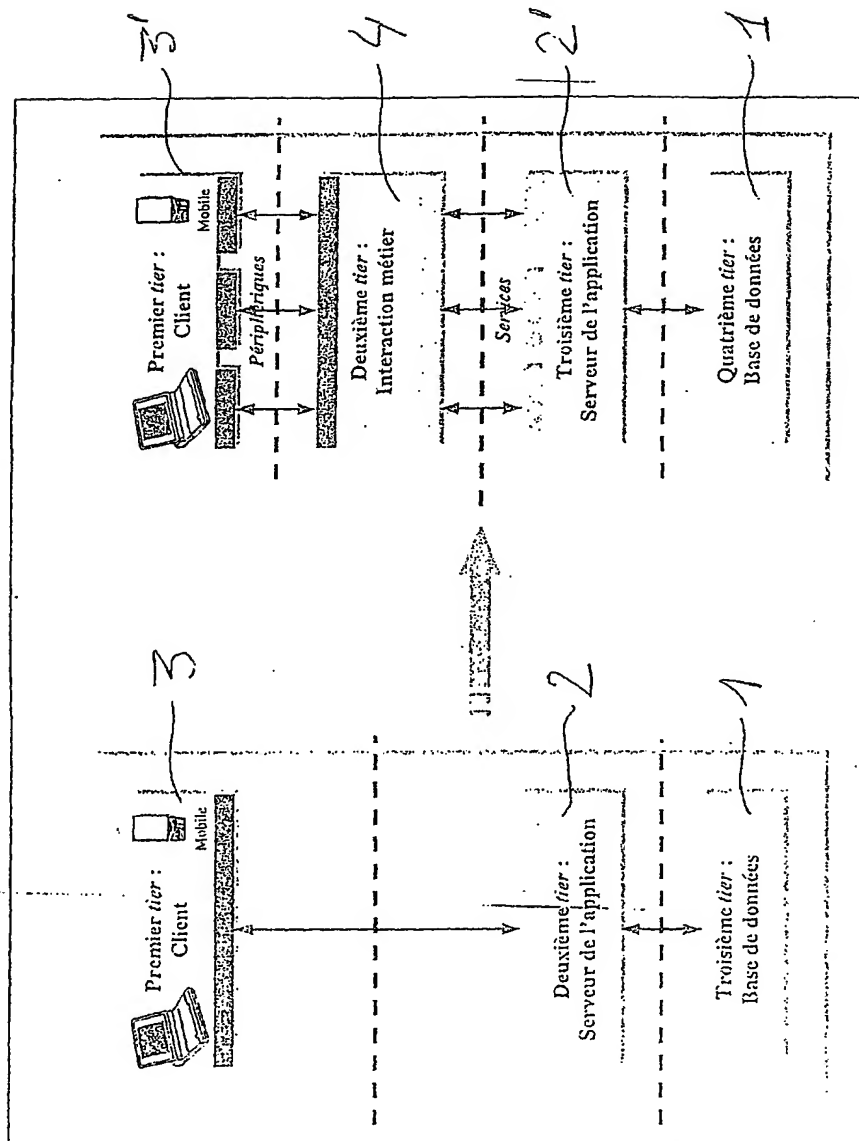 3
Premier tier :
Client
Mobile
2
Deuxième tier :
Serveur de l'application
1
Troisième tier :
Base de données
3'
Premier tier :
Client
Mobile
Périphériques
4
Deuxième tier :
Interaction métier
Services
2'
Troisième tier :
Serveur de l'application
1
Quatrième tier :
Base de données